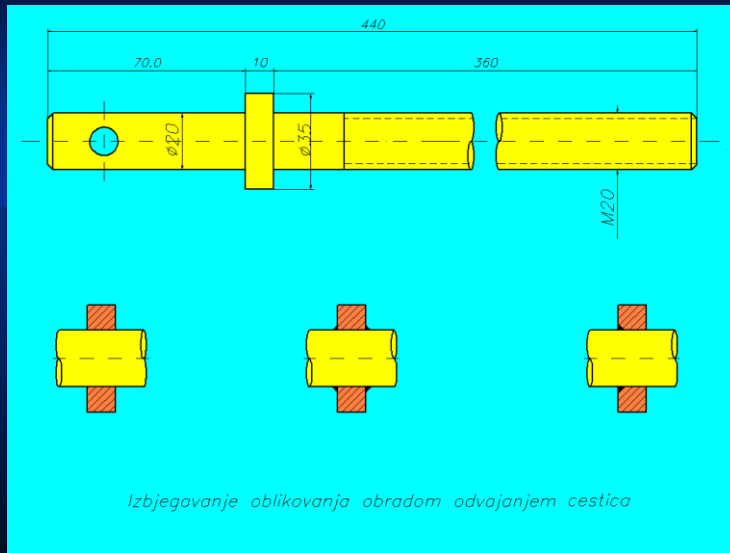 440
70.0 10 360
Ø20
Ø35
M20
Izbjegavanje oblikovanja obradom odvajanjem cestica